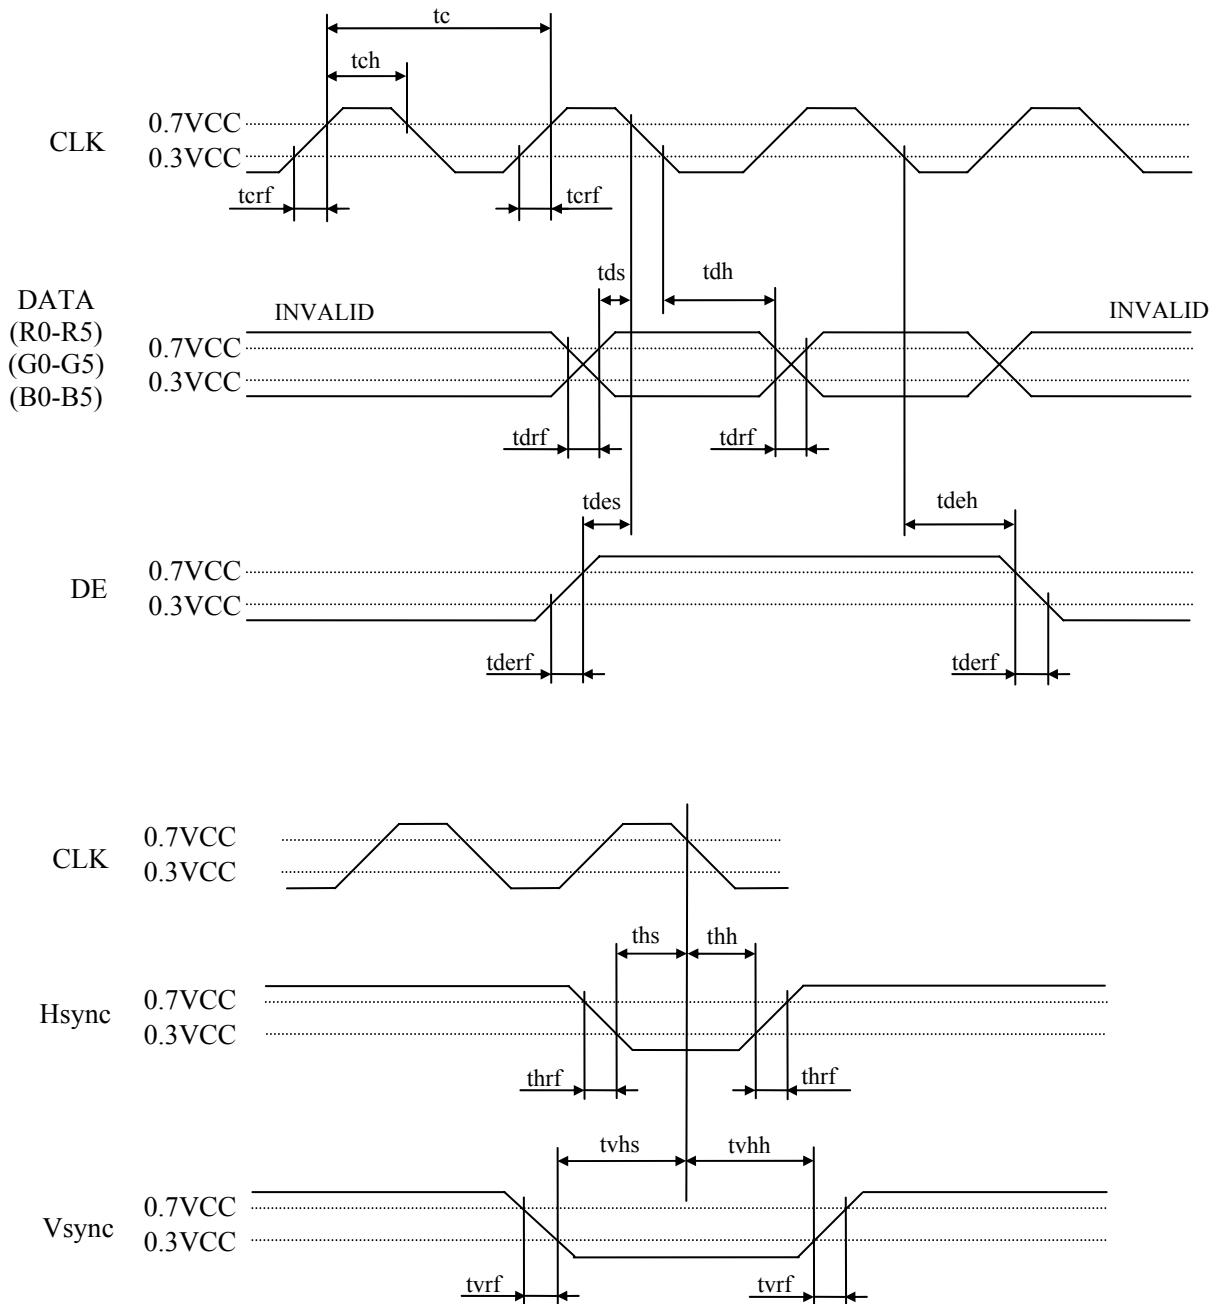 tc
tch
CLK
0.7VCC
0.3VCC
tcrf
tcrf
tds
tdh
DATA
(R0-R5)
(G0-G5)
(B0-B5)
INVALID
INVALID
0.7VCC
0.3VCC
tdrf
tdrf
tdes
tdeh
DE
0.7VCC
0.3VCC
tderf
tderf
CLK
0.7VCC
0.3VCC
ths
thh
Hsync
0.7VCC
0.3VCC
thrf
thrf
tvhs
tvhh
Vsync
0.7VCC
0.3VCC
tvrf
tvrf